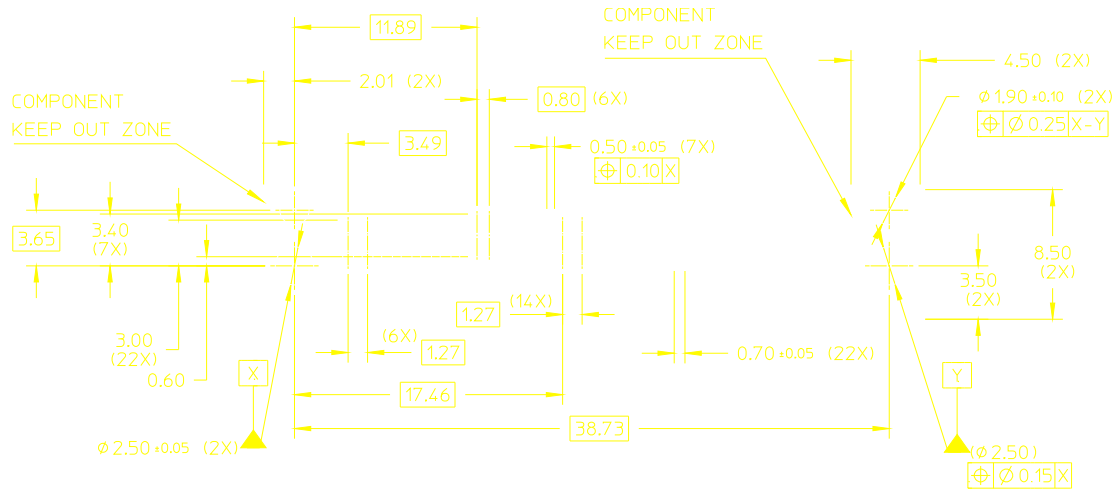 COMPONENT
KEEP OUT ZONE
11.89
4.50 (2X)
2.01 (2X)
COMPONENT
KEEP OUT ZONE
0.80 (6X)
⌀1.90 ±0.10 (2X)
⌖ ⌀0.25 X-Y
3.49
0.50 ±0.05 (7X)
⌖ 0.10 X
3.65
3.40
(7X)
8.50
(2X)
3.50
(2X)
(14X)
1.27
3.00
(22X)
(6X)
1.27
0.70 ±0.05 (22X)
0.60
X
Y
17.46
38.73
⌀2.50 ±0.05 (2X)
(⌀2.50)
⌖ ⌀0.15 X